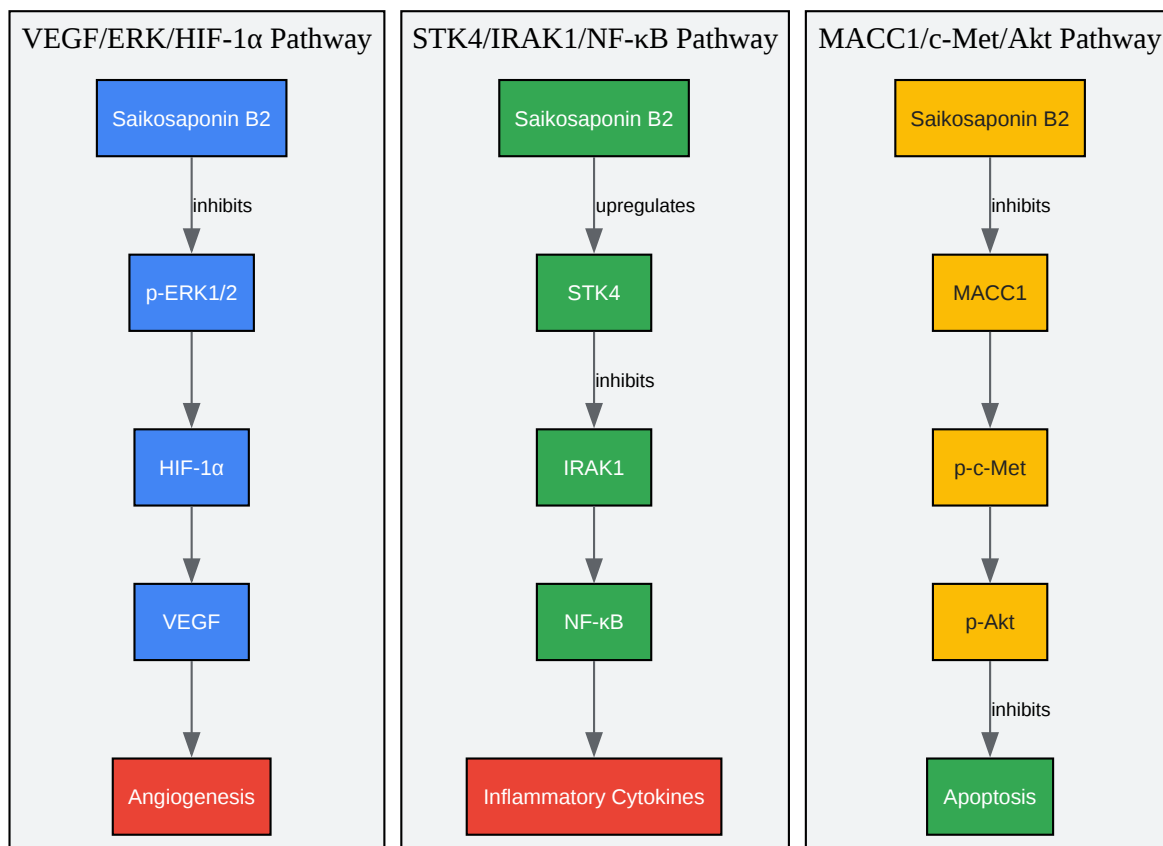 VEGF/ERK/HIF-1α Pathway
Saikosaponin B2
inhibits
p-ERK1/2
HIF-1α
VEGF
Angiogenesis
STK4/IRAK1/NF-κB Pathway
Saikosaponin B2
upregulates
STK4
inhibits
IRAK1
NF-κB
Inflammatory Cytokines
MACC1/c-Met/Akt Pathway
Saikosaponin B2
inhibits
MACC1
p-c-Met
p-Akt
inhibits
Apoptosis